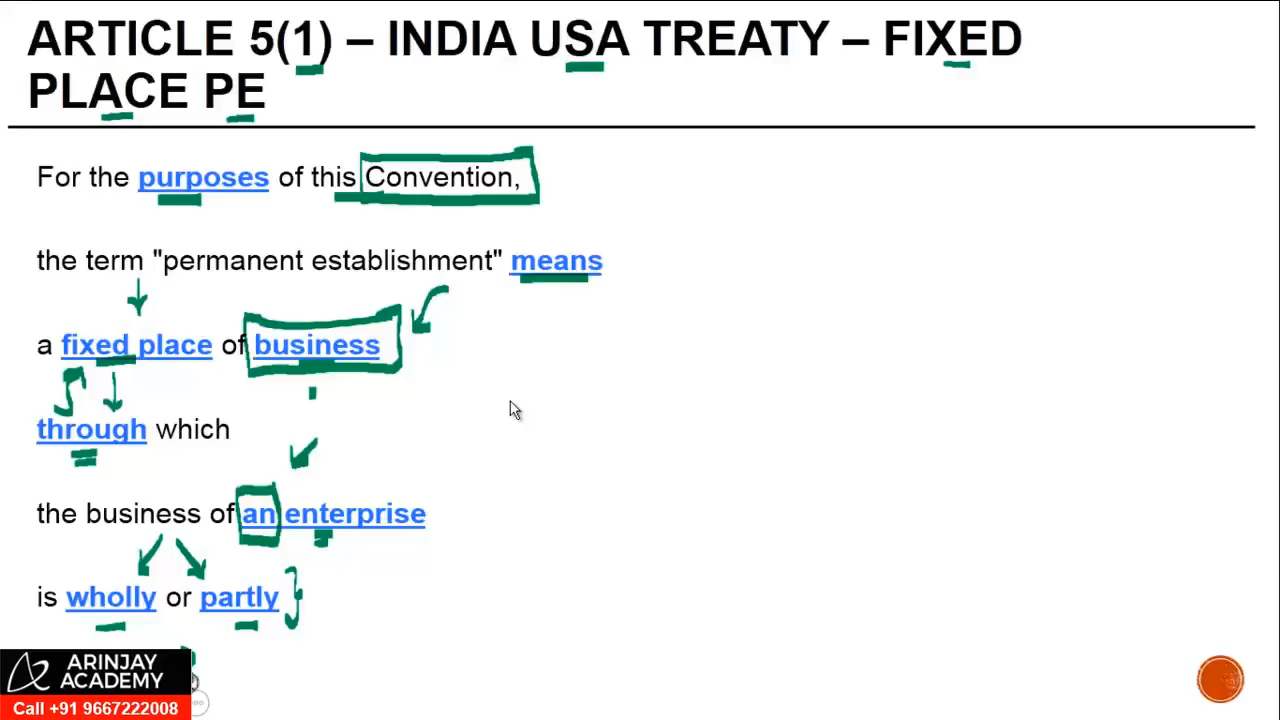 ARTICLE 5(1) – INDIA USA TREATY – FIXED
PLACE PE
For the purposes of this Convention,
the term "permanent establishment" means
a fixed place of business
through which
the business of an enterprise
is wholly or partly
ARINJAY
ACADEMY
Call +91 9667222008